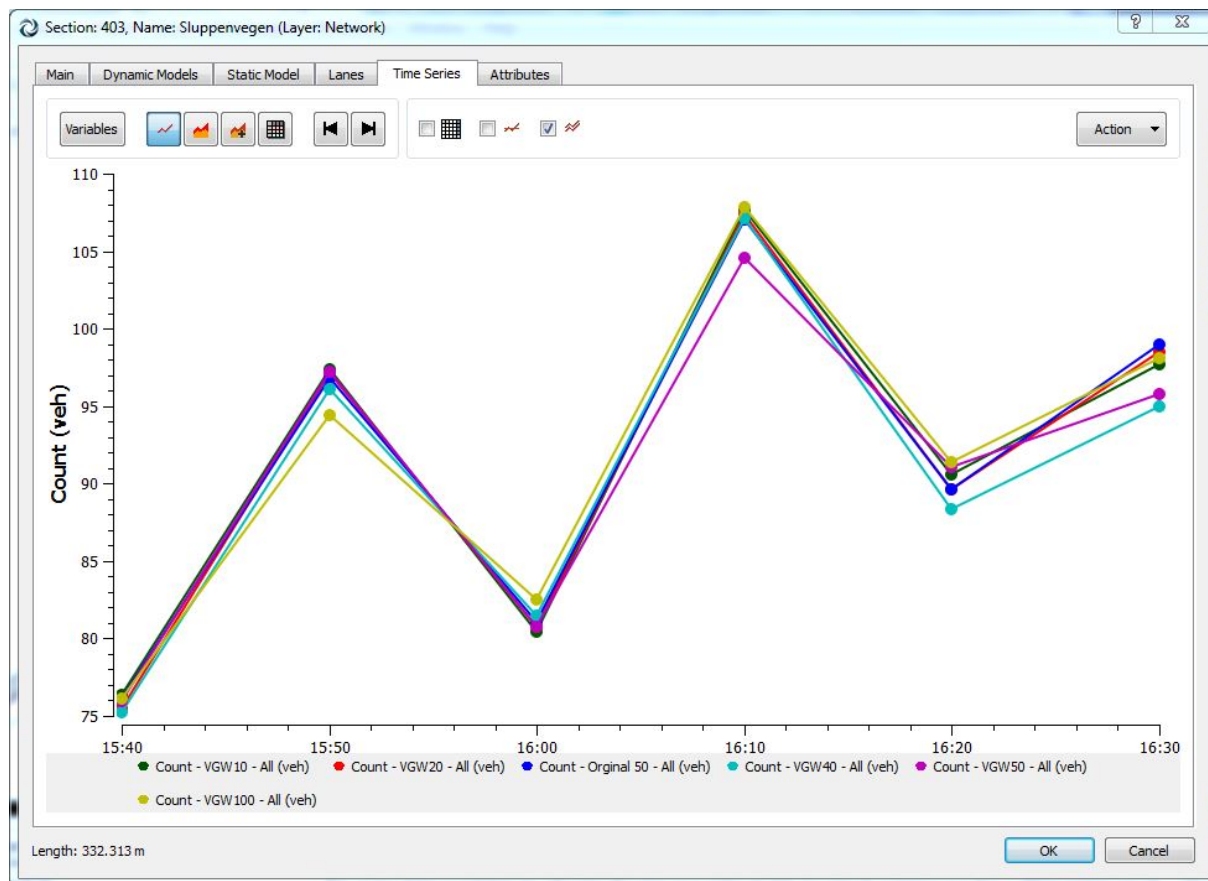 Section: 403, Name: Sluppenvegen (Layer: Network)
Main Dynamic Models Static Model Lanes Time Series Attributes
Variables Action
110
105
100
95
90
85
80
75
Count (veh)
15:40 15:50 16:00 16:10 16:20 16:30
Count - VGW10 - All (veh) Count - VGW20 - All (veh) Count - Orginal 50 - All (veh) Count - VGW40 - All (veh) Count - VGW50 - All (veh)
Count - VGW100 - All (veh)
Length: 332.313 m OK Cancel